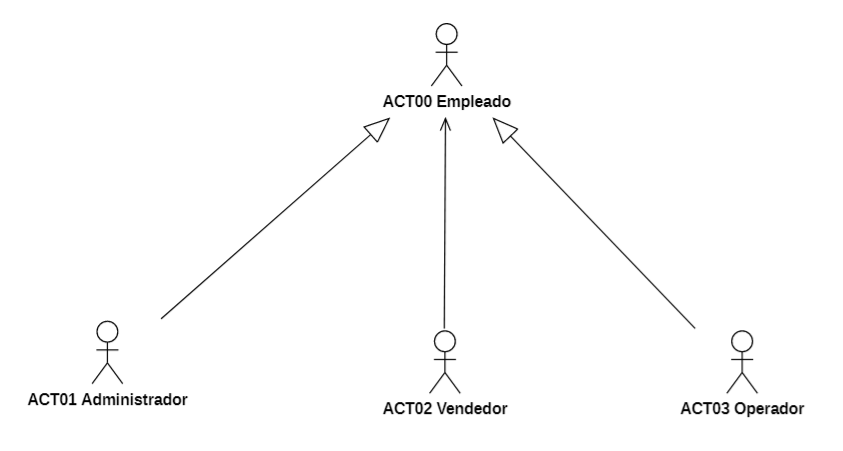 ACT00 Empleado
ACT01 Administrador
ACT02 Vendedor
ACT03 Operador